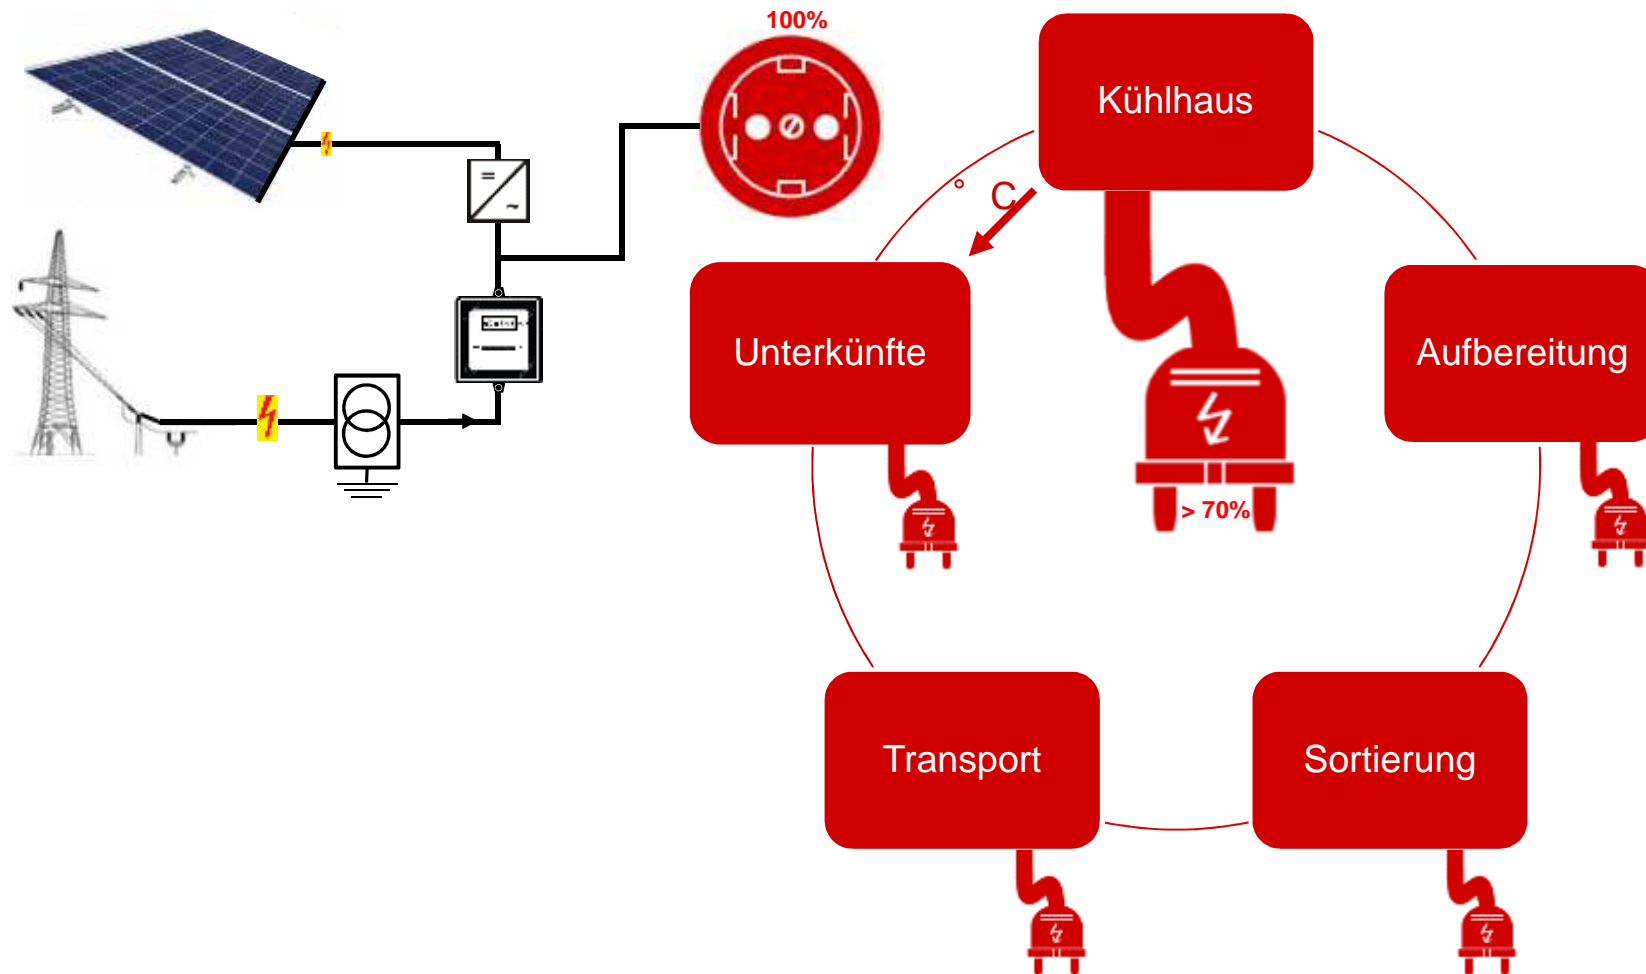 100%
Kühlhaus
° C
Unterkünfte
Aufbereitung
> 70%
Transport
Sortierung